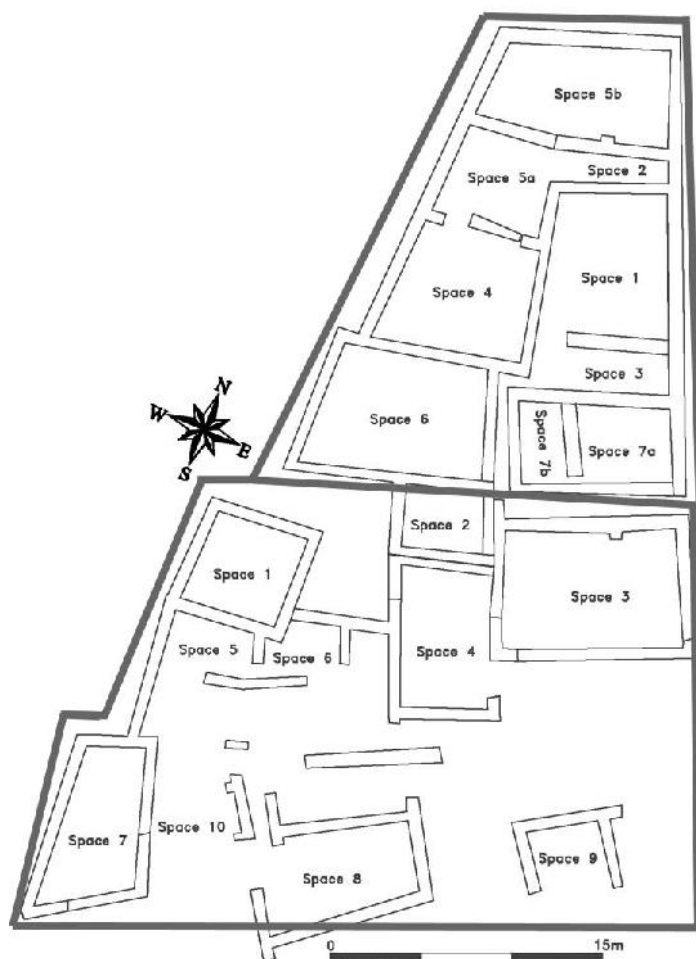 Space 5b
Space 2
Space 5a
Space 1
Space 4
Space 3
Space 6
Space 7b
Space 7a
N
W
E
S
Space 2
Space 1
Space 3
Space 5
Space 6
Space 4
Space 7
Space 10
Space 8
Space 9
0 15m